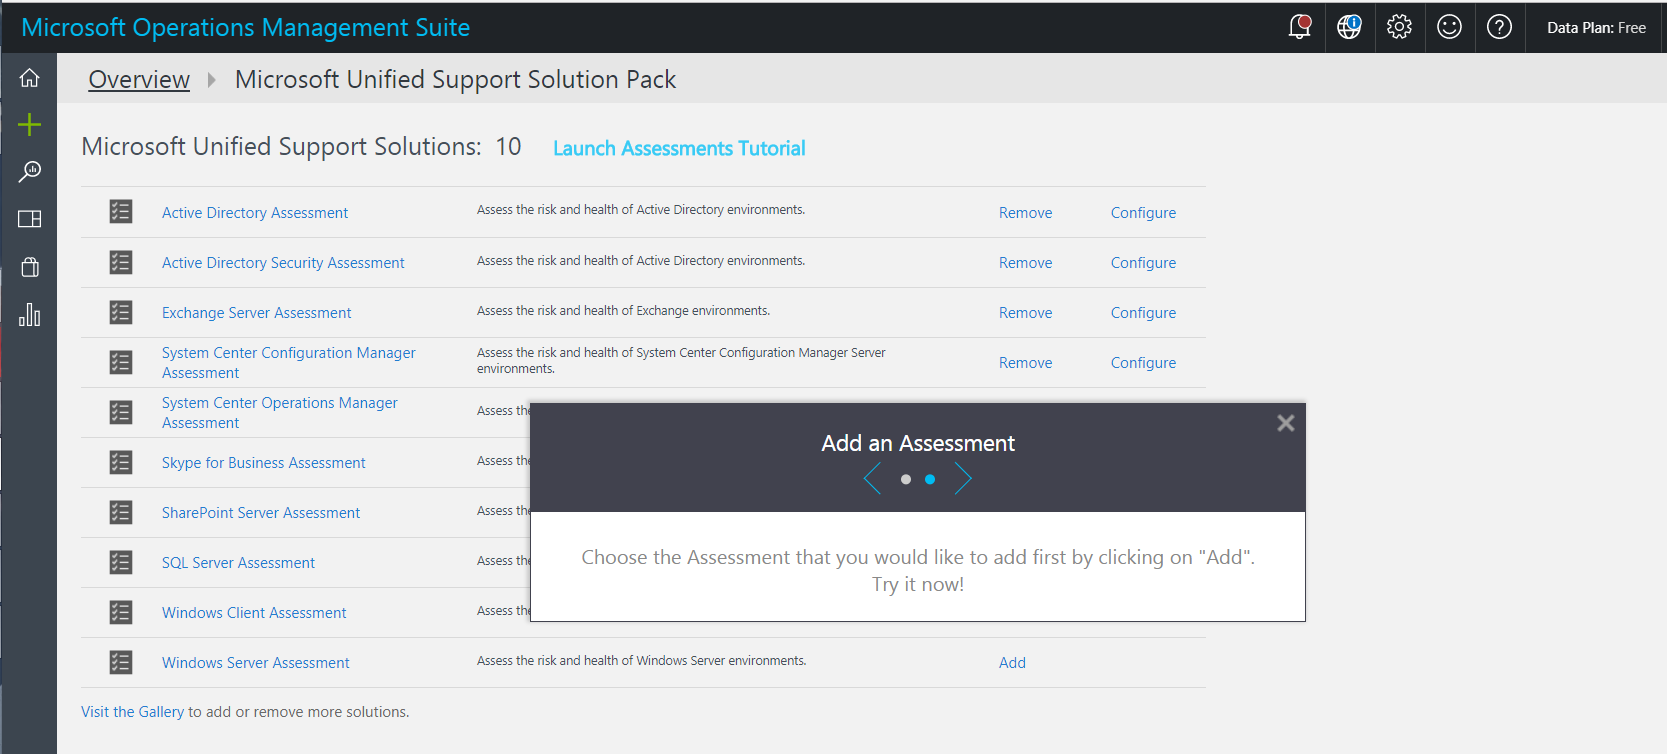 Microsoft Operations Management Suite
Data Plan: Free
Overview Microsoft Unified Support Solution Pack
Microsoft Unified Support Solutions: 10 Launch Assessments Tutorial
Active Directory Assessment Assess the risk and health of Active Directory environments. Remove Configure
Active Directory Security Assessment Assess the risk and health of Active Directory environments. Remove Configure
Exchange Server Assessment Assess the risk and health of Exchange environments. Remove Configure
System Center Configuration Manager
Assessment
Assess the risk and health of System Center Configuration Manager Server
environments.
Remove Configure
System Center Operations Manager
Assessment
Assess the
Skype for Business Assessment Assess the
SharePoint Server Assessment Assess the
SQL Server Assessment Assess the
Windows Client Assessment Assess the
Add an Assessment
Choose the Assessment that you would like to add first by clicking on "Add".
Try it now!
Windows Server Assessment Assess the risk and health of Windows Server environments. Add
Visit the Gallery to add or remove more solutions.